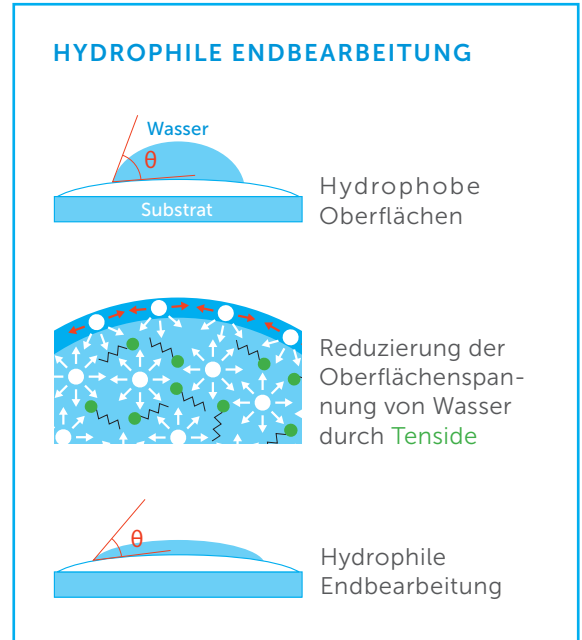 HYDROPHILE ENDBEARBEITUNG
Wasser
θ
Substrat
Hydrophobe
Oberflächen
Reduzierung der
Oberflächenspan-
nung von Wasser
durch Tenside
θ
Hydrophile
Endbearbeitung